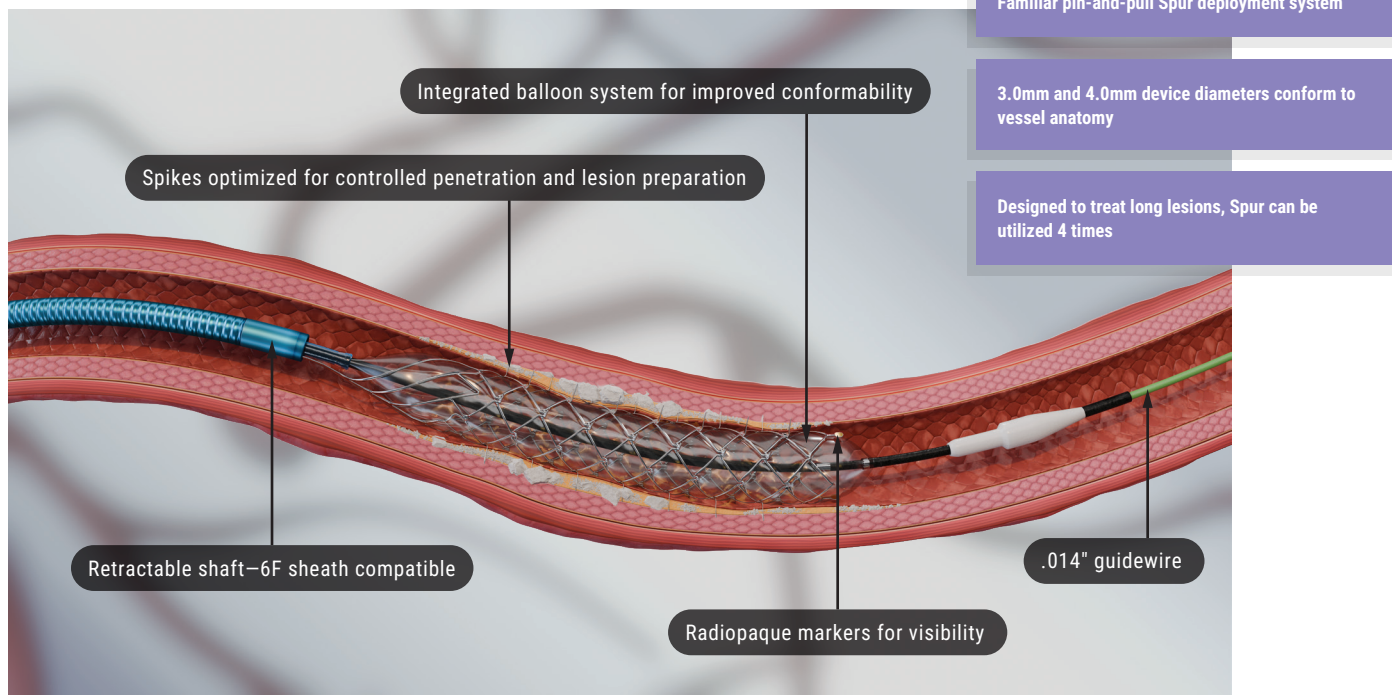 Familiar pin-and-pull Spur deployment system
Integrated balloon system for improved conformability
3.0mm and 4.0mm device diameters conform to
vessel anatomy
Spikes optimized for controlled penetration and lesion preparation
Designed to treat long lesions, Spur can be
utilized 4 times
Retractable shaft—6F sheath compatible
.014" guidewire
Radiopaque markers for visibility